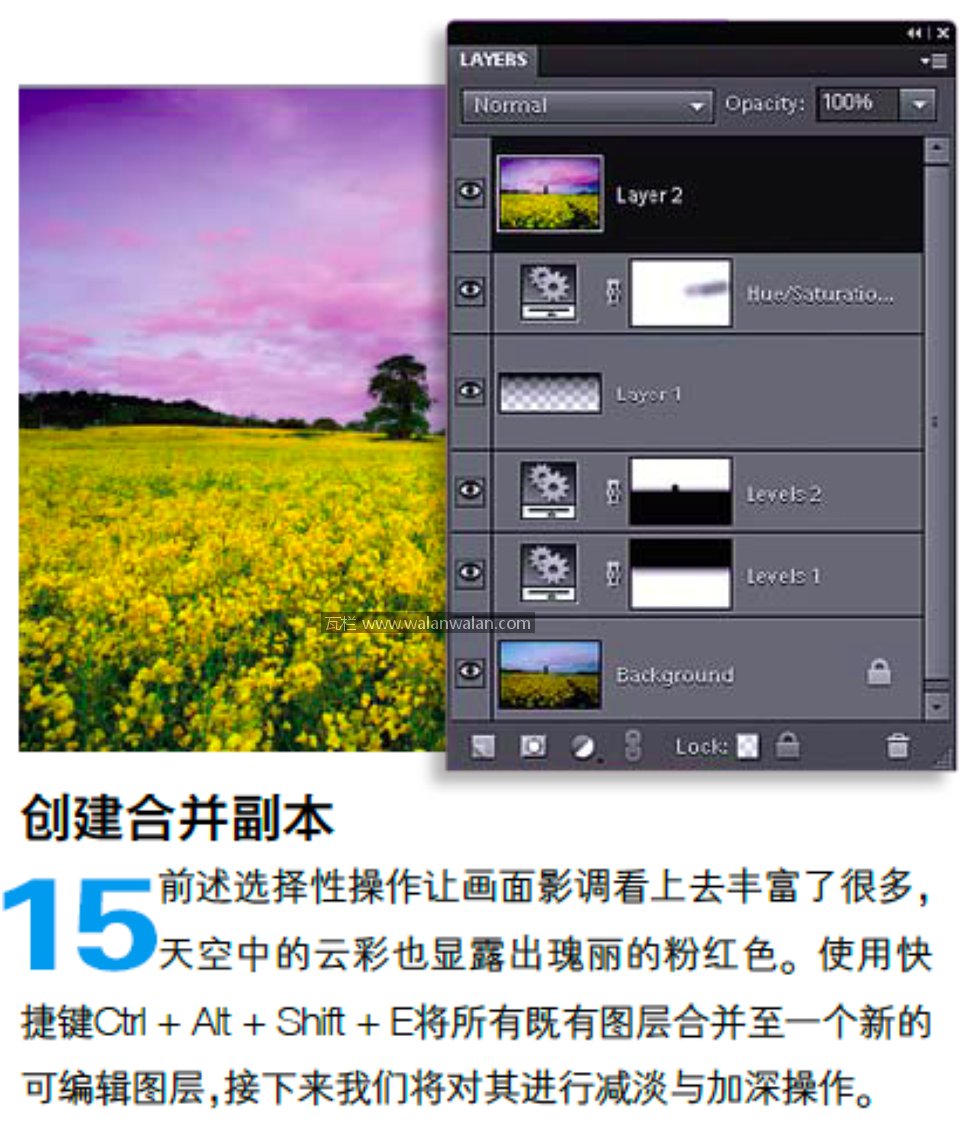 LAYERS
Normal
Opacity: 100%
Layer 2
Hue/Saturatio...
Layer 1
Levels 2
Levels 1
瓦栏 www.walanwalan.com
Background
Lock:
创建合并副本
15
前述选择性操作让画面影调看上去丰富了很多，
天空中的云彩也显露出瑰丽的粉红色。使用快
捷键Ctrl + Alt + Shift + E将所有既有图层合并至一个新的
可编辑图层，接下来我们将对其进行减淡与加深操作。